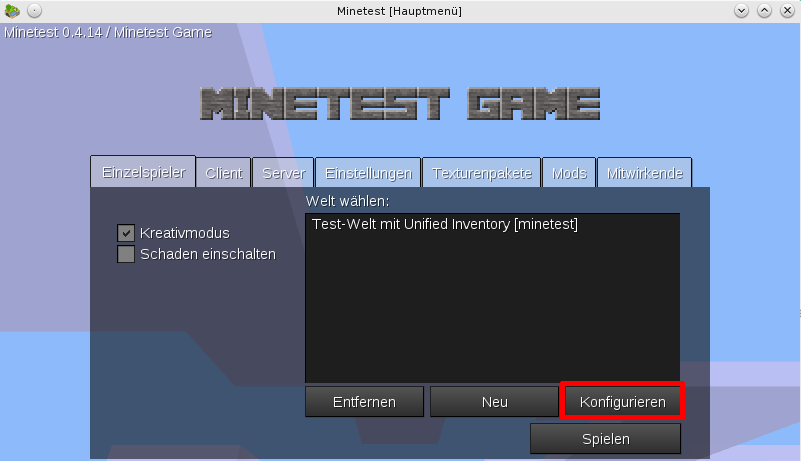 Minetest [Hauptmenü]
Minetest 0.4.14 / Minetest Game
MINETEST GAME
Einzelspieler Client Server Einstellungen Texturenpakete Mods Mitwirkende
Welt wählen:
Test-Welt mit Unified Inventory [minetest]
Kreativmodus
Schaden einschalten
Entfernen Neu Konfigurieren
Spielen